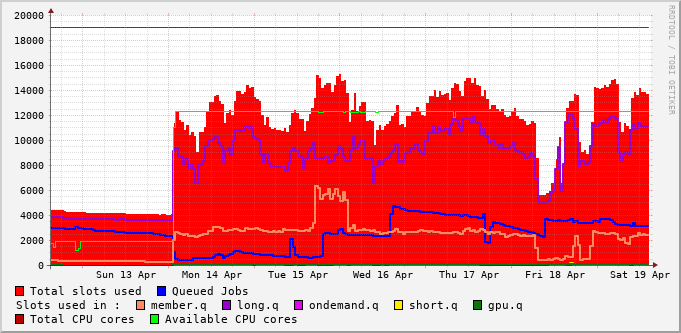 20000
18000
16000
14000
12000
10000
8000
6000
4000
2000
0
Sun 13 Apr Mon 14 Apr Tue 15 Apr Wed 16 Apr Thu 17 Apr Fri 18 Apr Sat 19 Apr
Total slots used Queued Jobs
Slots used in : member.q long.q ondemand.q short.q gpu.q
Total CPU cores Available CPU cores
RRDTOOL / TOBI OETIKER